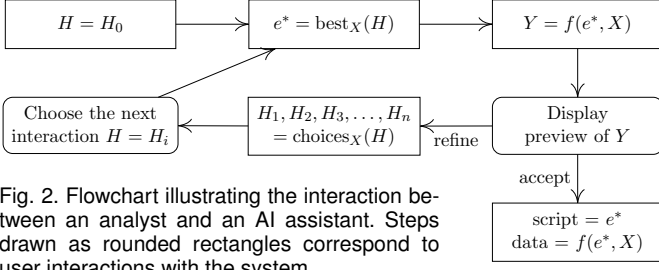 H = H₀
e* = best_X(H)
Y = f(e*, X)
Choose the next
interaction H = H_i
H₁, H₂, H₃, …, Hₙ
= choices_X(H)
refine
Display
preview of Y
accept
script = e*
data = f(e*, X)
Fig. 2. Flowchart illustrating the interaction be-
tween an analyst and an AI assistant. Steps
drawn as rounded rectangles correspond to
user interactions with the system.